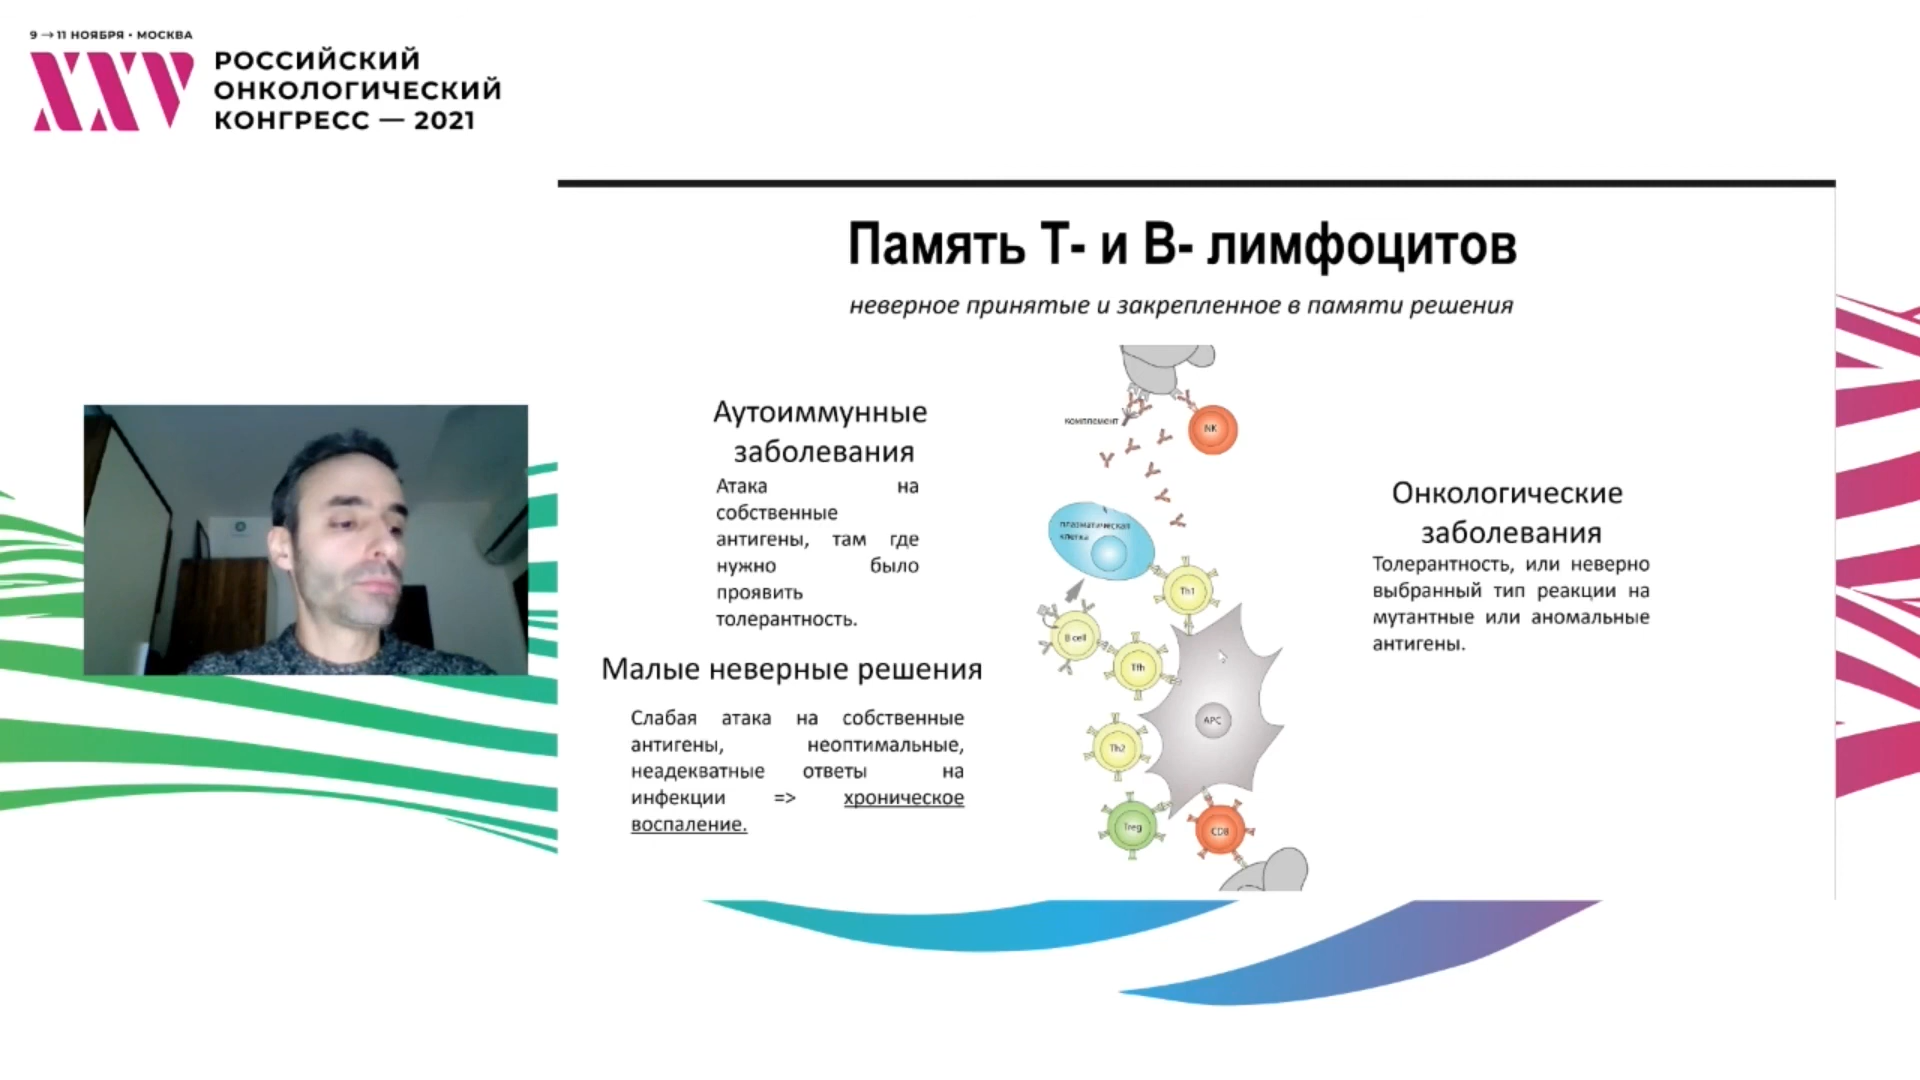 9 → 11 НОЯБРЯ • МОСКВА
XXV
РОССИЙСКИЙ
ОНКОЛОГИЧЕСКИЙ
КОНГРЕСС — 2021
Память Т- и В- лимфоцитов
неверное принятые и закрепленное в памяти решения
Аутоиммунные
заболевания
Атака на
собственные
антигены, там где
нужно было
проявить
толерантность.
Малые неверные решения
Слабая атака на собственные
антигены, неоптимальные,
неадекватные ответы на
инфекции => хроническое
воспаление.
комплемент
NK
плазматическая
клетка
Th1
B cell
Tfh
APC
Th2
Treg
CD8
Онкологические
заболевания
Толерантность, или неверно
выбранный тип реакции на
мутантные или аномальные
антигены.